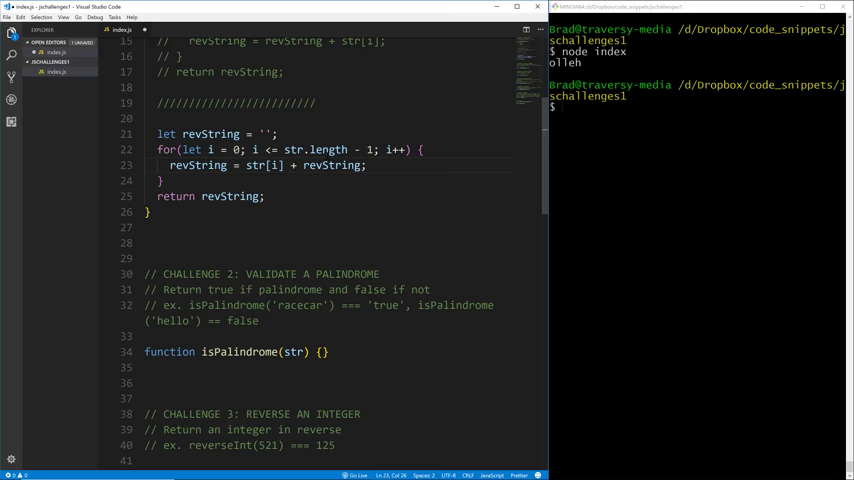 index.js - jschallenges1 - Visual Studio Code
File Edit Selection View Go Debug Tasks Help
EXPLORER
OPEN EDITORS 1 UNSAVED
index.js
JSCHALLENGES1
index.js
index.js
15 // revString = revString + str[i];
16 // }
17 // return revString;
18
19 /////////////////////////
20
21 let revString = '';
22 for(let i = 0; i <= str.length - 1; i++) {
23 revString = str[i] + revString;
24 }
25 return revString;
26 }
27
28
29
30 // CHALLENGE 2: VALIDATE A PALINDROME
31 // Return true if palindrome and false if not
32 // ex. isPalindrome('racecar') === 'true', isPalindrome
('hello') == false
33
34 function isPalindrome(str) {}
35
36
37
38 // CHALLENGE 3: REVERSE AN INTEGER
39 // Return an integer in reverse
40 // ex. reverseInt(521) === 125
41
0 0
Go Live Ln 23, Col 26 Spaces: 2 UTF-8 CRLF JavaScript Prettier
MINGW64:/d/Dropbox/code_snippets/jschallenges1
Brad@traversy-media /d/Dropbox/code_snippets/j
schallenges1
$ node index
olleh
Brad@traversy-media /d/Dropbox/code_snippets/j
schallenges1
$